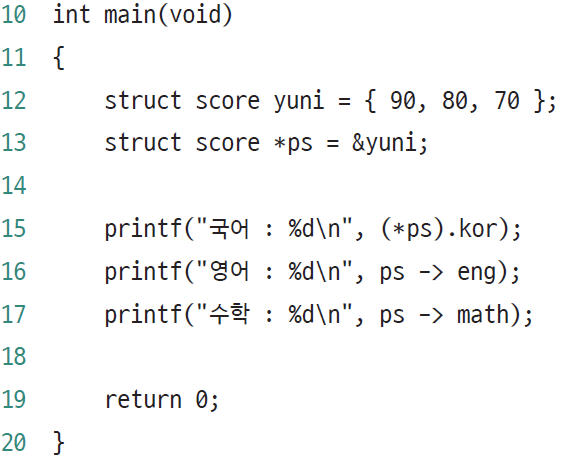 10 int main(void)
11 {
12 struct score yuni = { 90, 80, 70 };
13 struct score *ps = &yuni;
14
15 printf("국어 : %d\n", (*ps).kor);
16 printf("영어 : %d\n", ps -> eng);
17 printf("수학 : %d\n", ps -> math);
18
19 return 0;
20 }